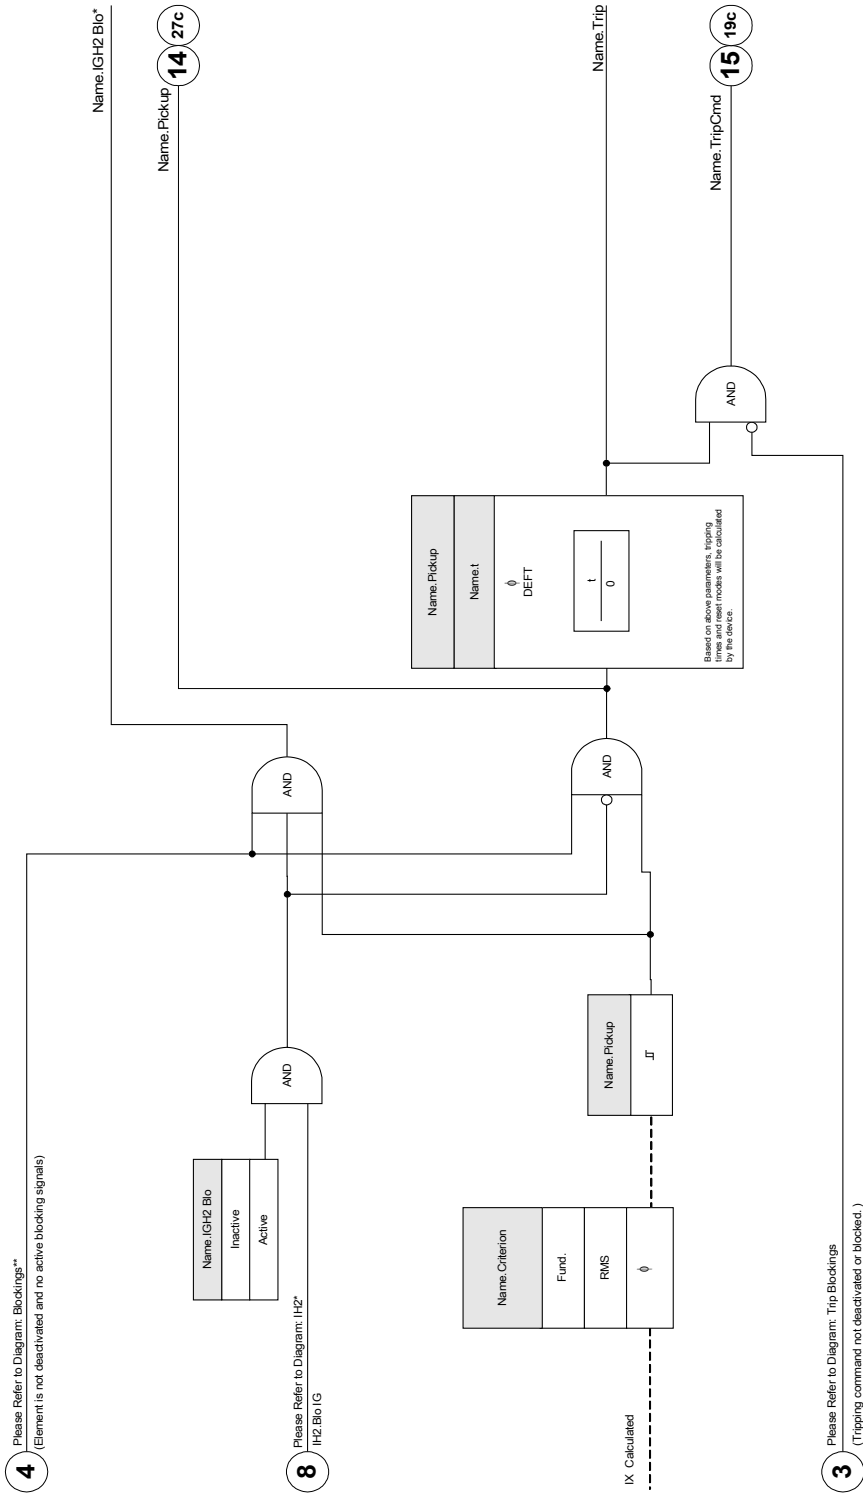 4
Please Refer to Diagram: Blockings**
(Element is not deactivated and no active blocking signals)
Name.IGH2 Blo*
Name.Pickup
14
27c
Name.IGH2 Blo
Inactive
Active
AND
AND
8
Please Refer to Diagram: IH2*
IH2.Blo IG
Name.Criterion
Fund.
RMS
ϕ
IX Calculated
Name.Pickup
AND
Name.Pickup
Name.t
ϕ
DEFT
t
0
Based on above parameters, tripping
times and reset modes will be calculated
by the device.
Name.Trip
AND
Name.TripCmd
15
19c
3
Please Refer to Diagram: Trip Blockings
(Tripping command not deactivated or blocked. )